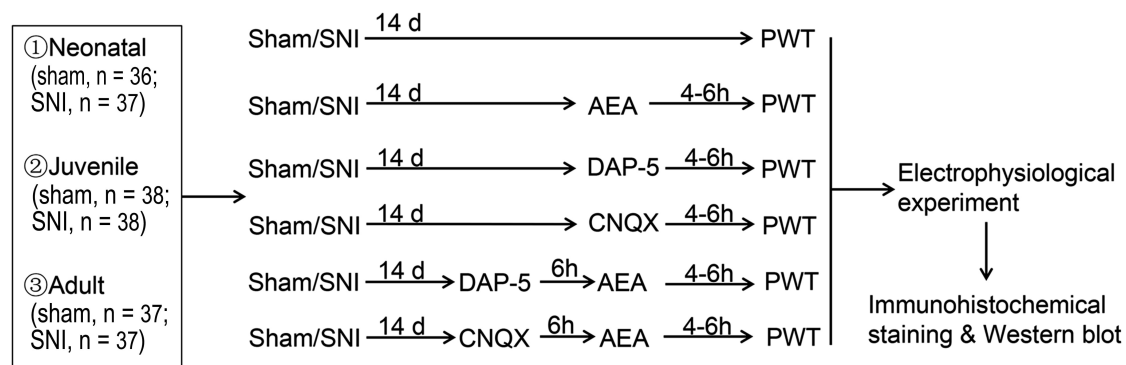 ①Neonatal
(sham, n = 36;
SNI, n = 37)
②Juvenile
(sham, n = 38;
SNI, n = 38)
③Adult
(sham, n = 37;
SNI, n = 37)
Sham/SNI 14 d PWT
Sham/SNI 14 d AEA 4-6h PWT
Sham/SNI 14 d DAP-5 4-6h PWT
Sham/SNI 14 d CNQX 4-6h PWT
Sham/SNI 14 d DAP-5 6h AEA 4-6h PWT
Sham/SNI 14 d CNQX 6h AEA 4-6h PWT
Electrophysiological
experiment
Immunohistochemical
staining & Western blot